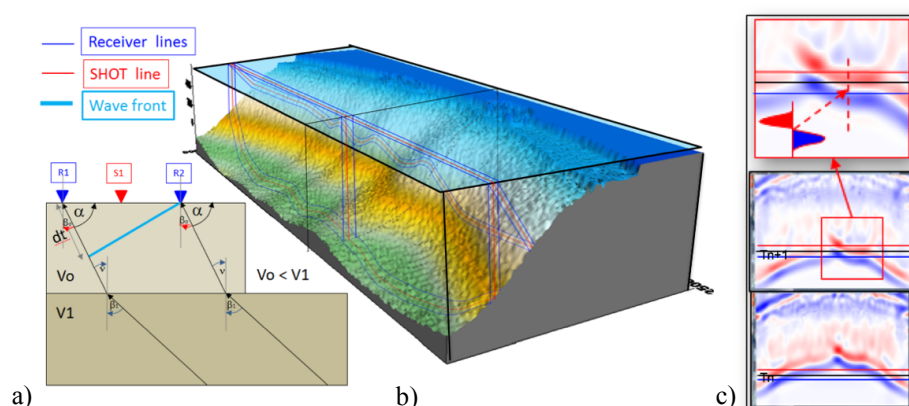 Receiver lines
SHOT line
Wave front
R1
S1
R2
α
α
dt
Vo
Vo < V1
V1
Tn+1
Tn
a)
b)
c)